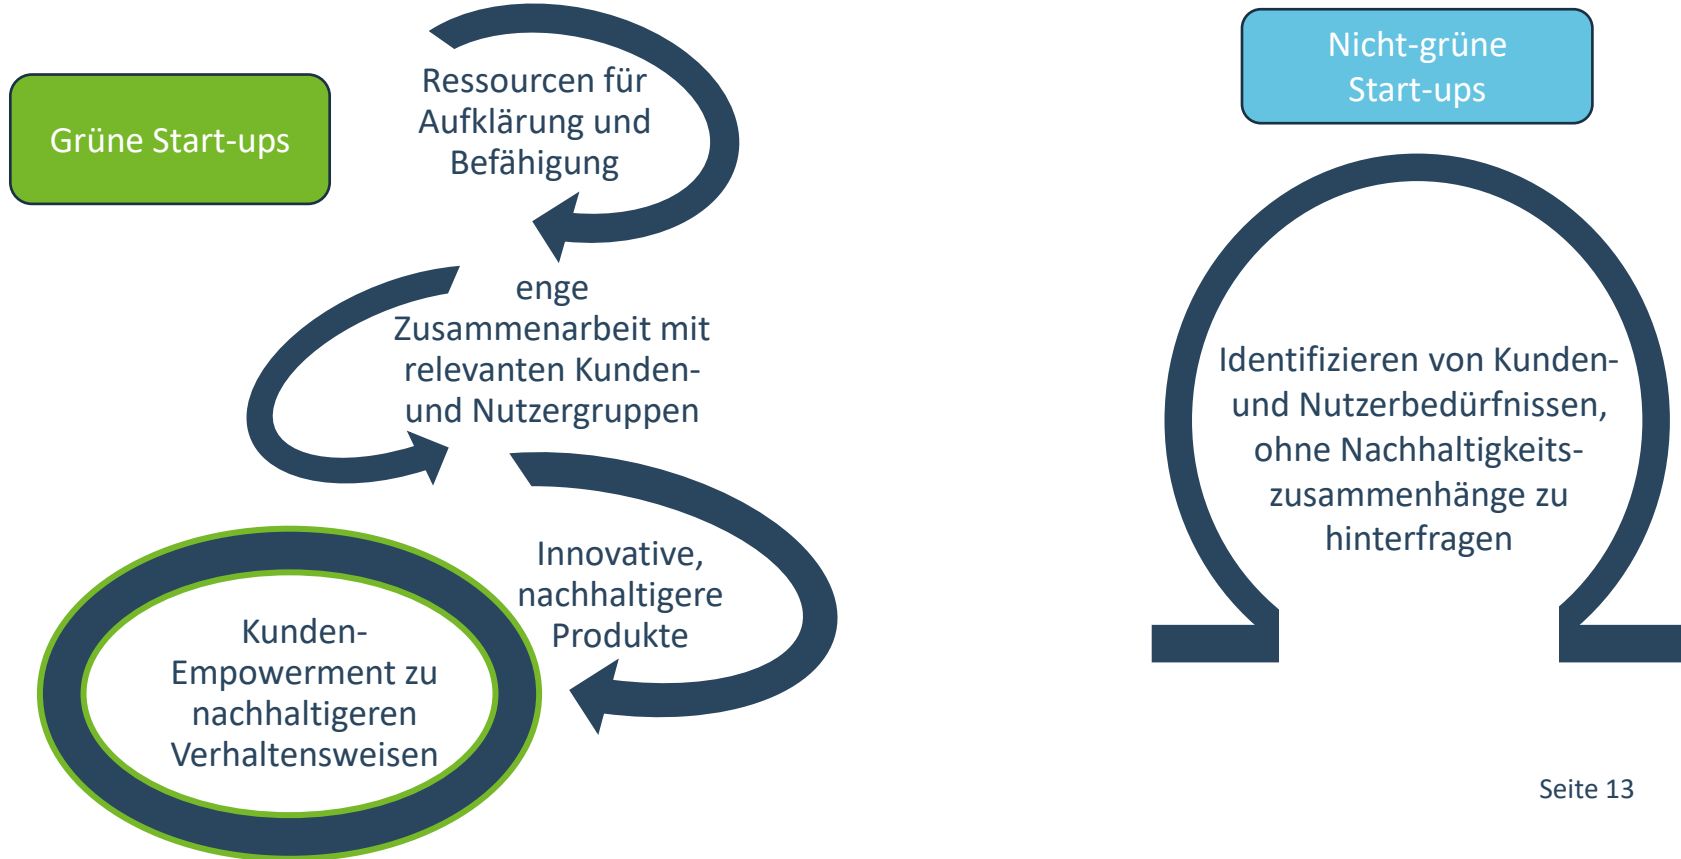 Grüne Start-ups
Ressourcen für
Aufklärung und
Befähigung
enge
Zusammenarbeit mit
relevanten Kunden-
und Nutzergruppen
Innovative,
nachhaltigere
Produkte
Kunden-
Empowerment zu
nachhaltigeren
Verhaltensweisen
Nicht-grüne
Start-ups
Identifizieren von Kunden-
und Nutzerbedürfnissen,
ohne Nachhaltigkeits-
zusammenhänge zu
hinterfragen
Seite 13